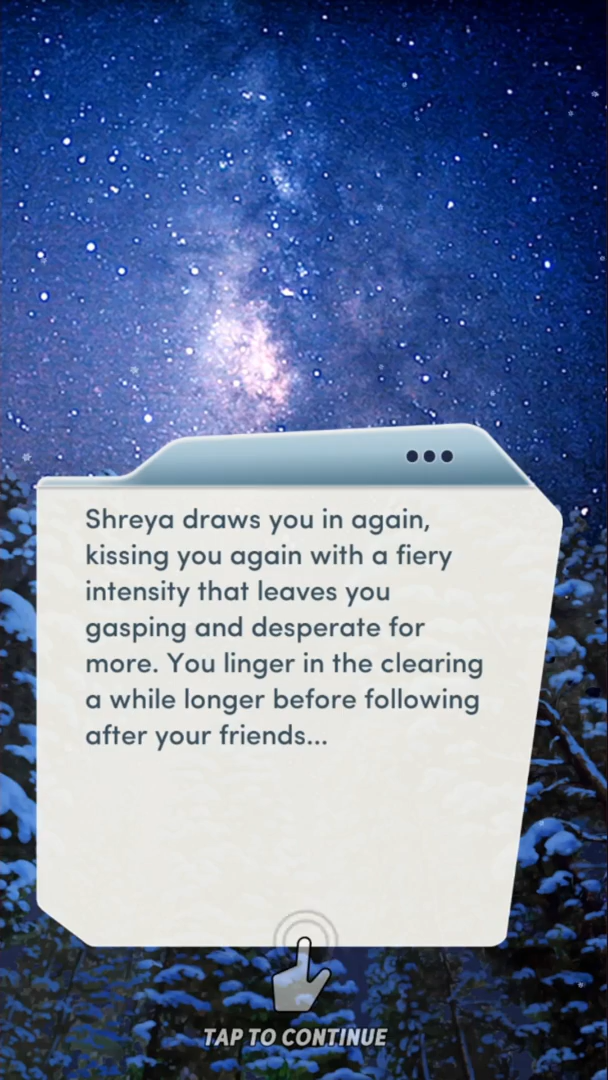 Shreya draws you in again,
kissing you again with a fiery
intensity that leaves you
gasping and desperate for
more. You linger in the clearing
a while longer before following
after your friends...
TAP TO CONTINUE